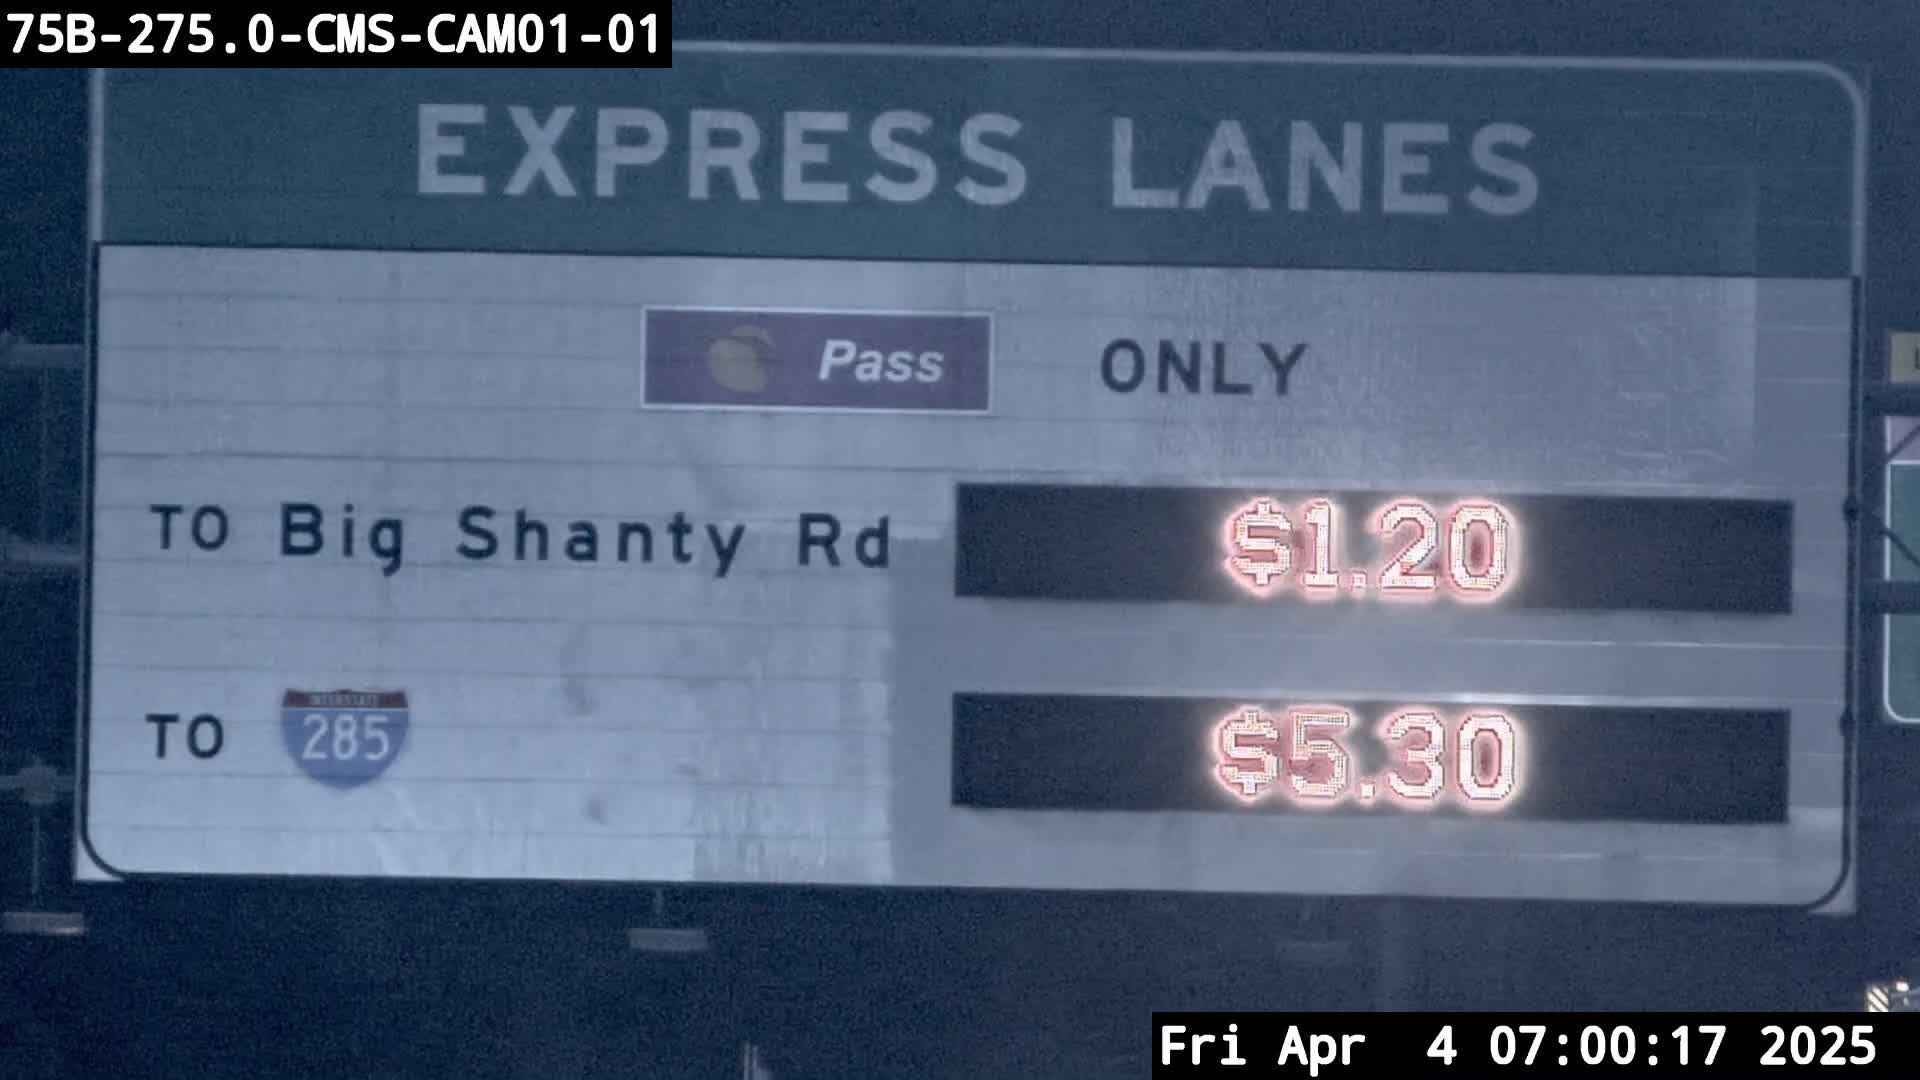 75B-275.0-CMS-CAM01-01
EXPRESS LANES
Pass ONLY
TO Big Shanty Rd $1.20
INTERSTATE
TO 285 $5.30
Fri Apr 4 07:00:17 2025